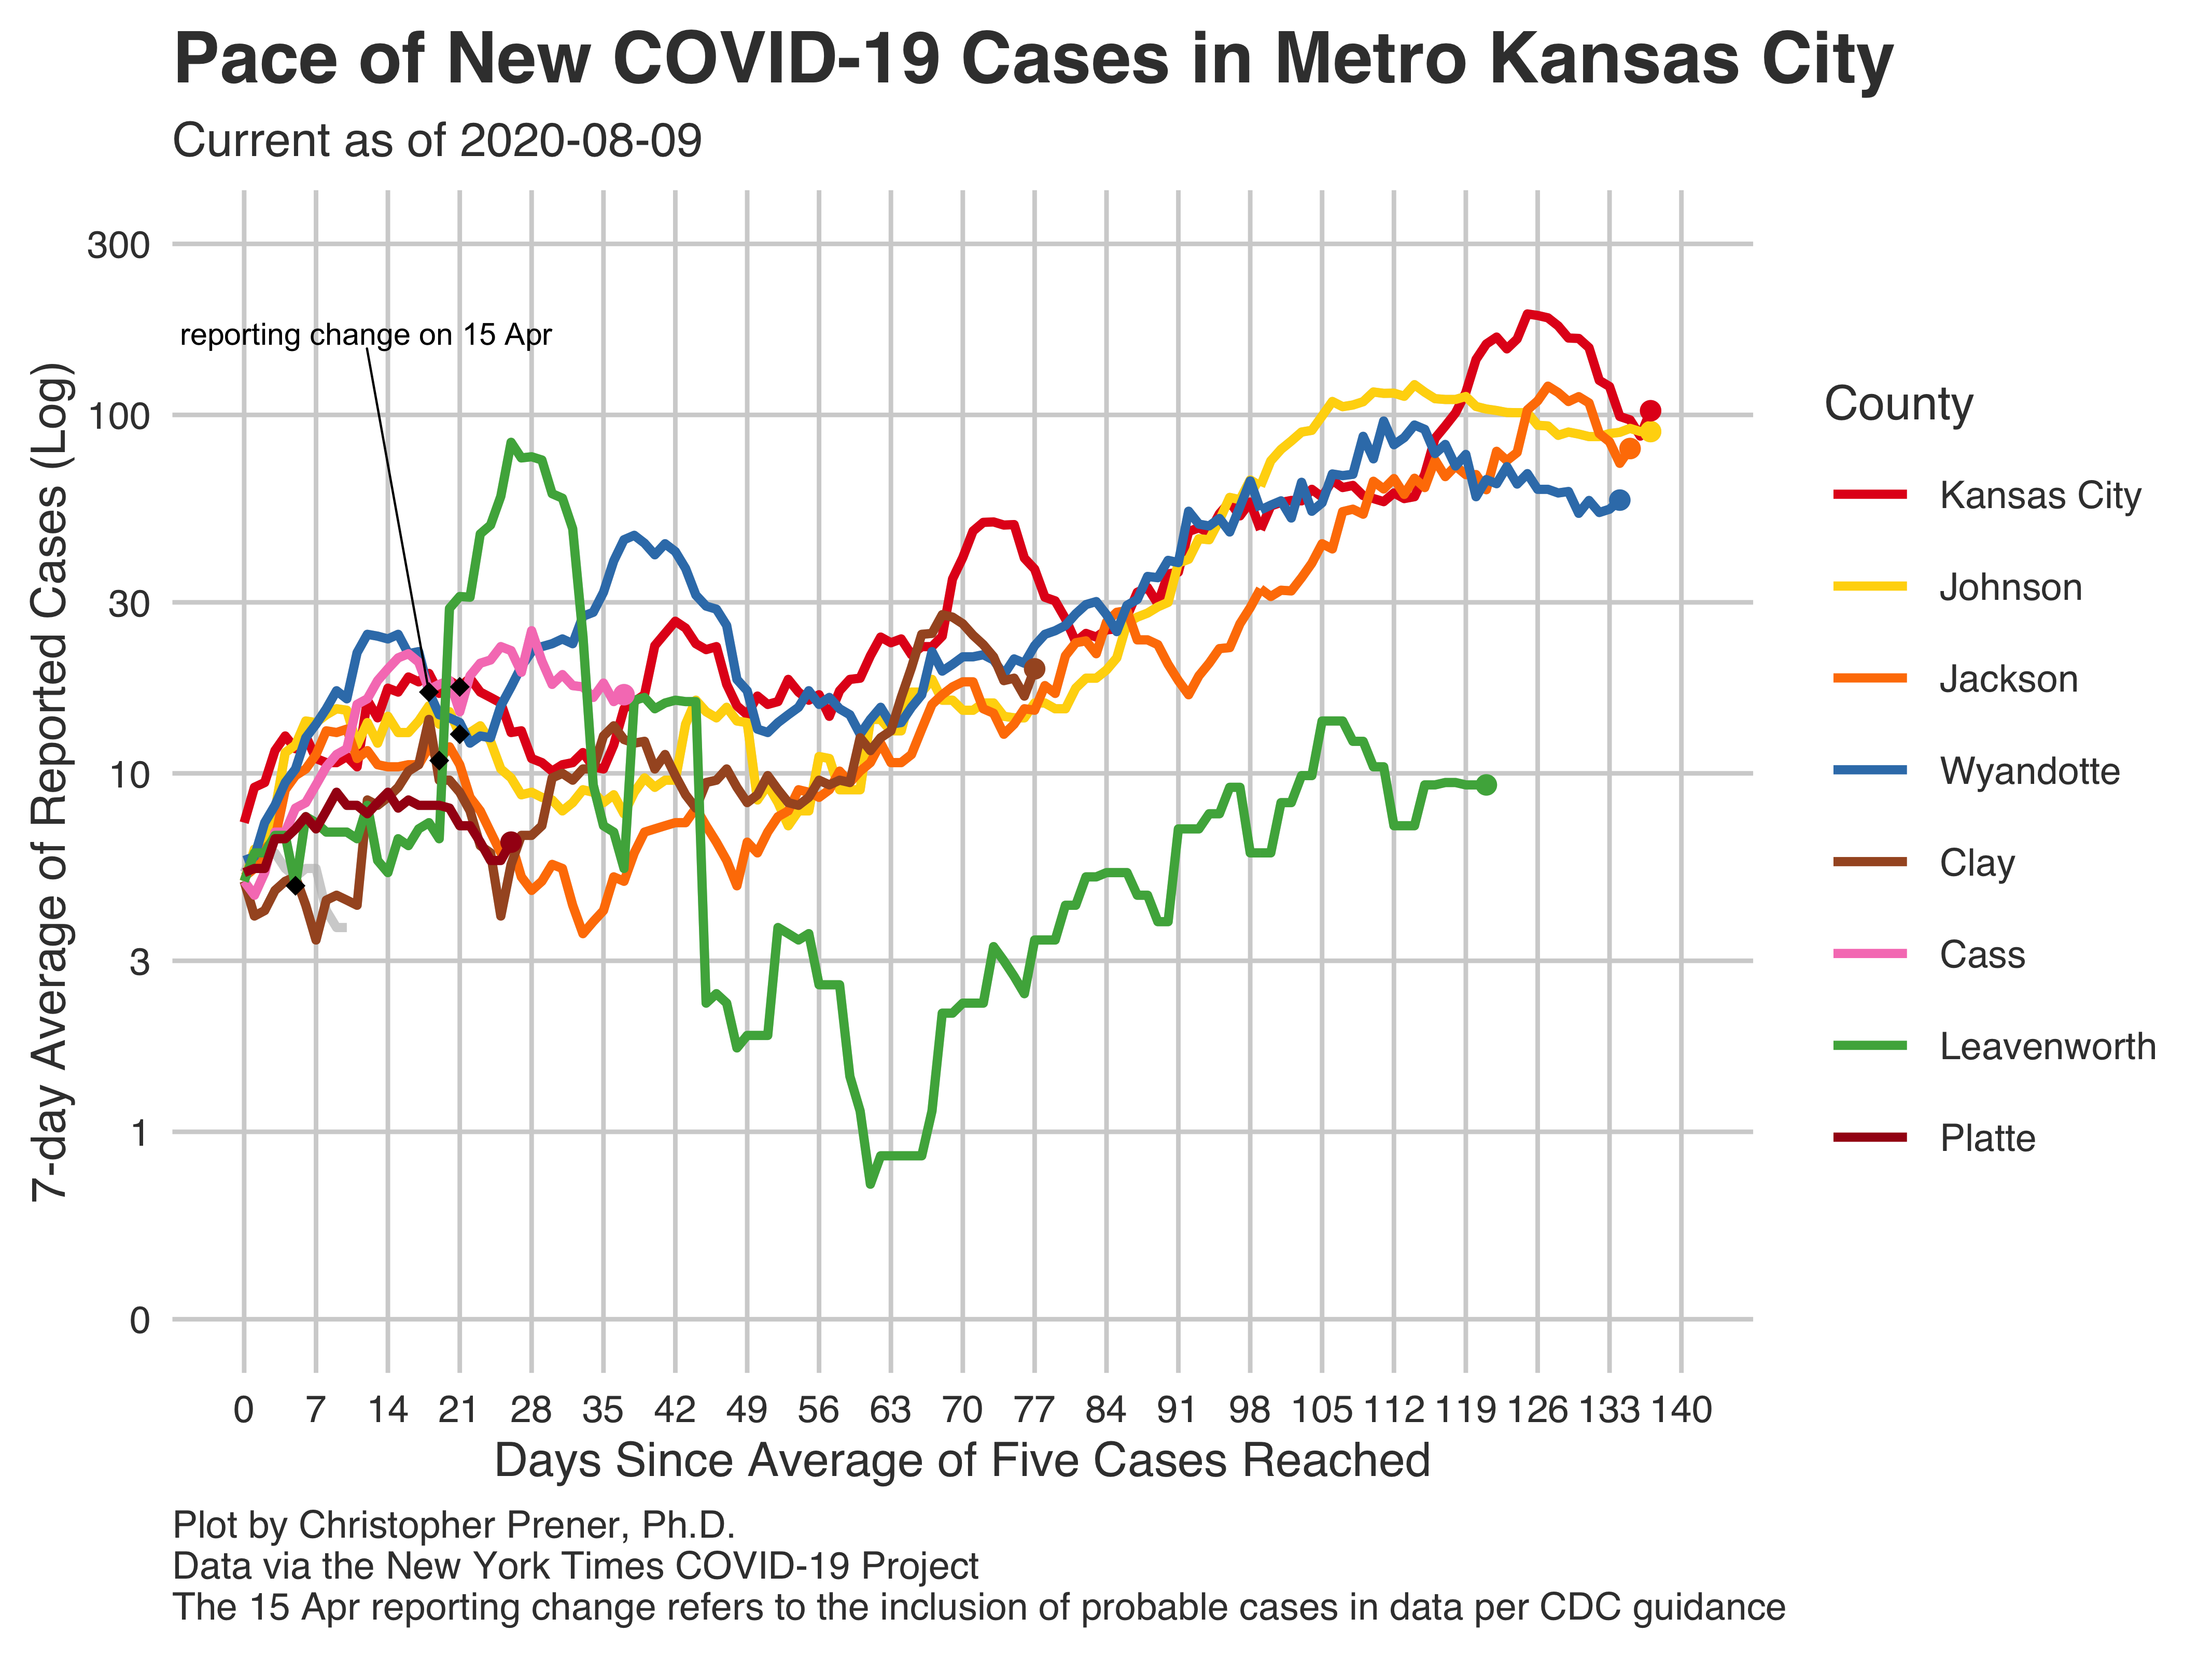 Pace of New COVID-19 Cases in Metro Kansas City
Current as of 2020-08-09
7-day Average of Reported Cases (Log)
300
100
30
10
3
1
0
reporting change on 15 Apr
0 7 14 21 28 35 42 49 56 63 70 77 84 91 98 105 112 119 126 133 140
Days Since Average of Five Cases Reached
County
Kansas City
Johnson
Jackson
Wyandotte
Clay
Cass
Leavenworth
Platte
Plot by Christopher Prener, Ph.D.
Data via the New York Times COVID-19 Project
The 15 Apr reporting change refers to the inclusion of probable cases in data per CDC guidance